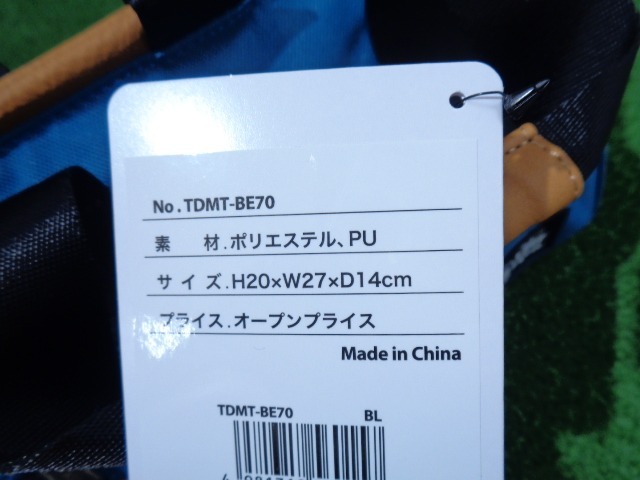 No.TDMT-BE70
素 材.ポリエステル、PU
サ イ ズ.H20×W27×D14cm
プライス.オープンプライス
Made in China
TDMT-BE70 BL